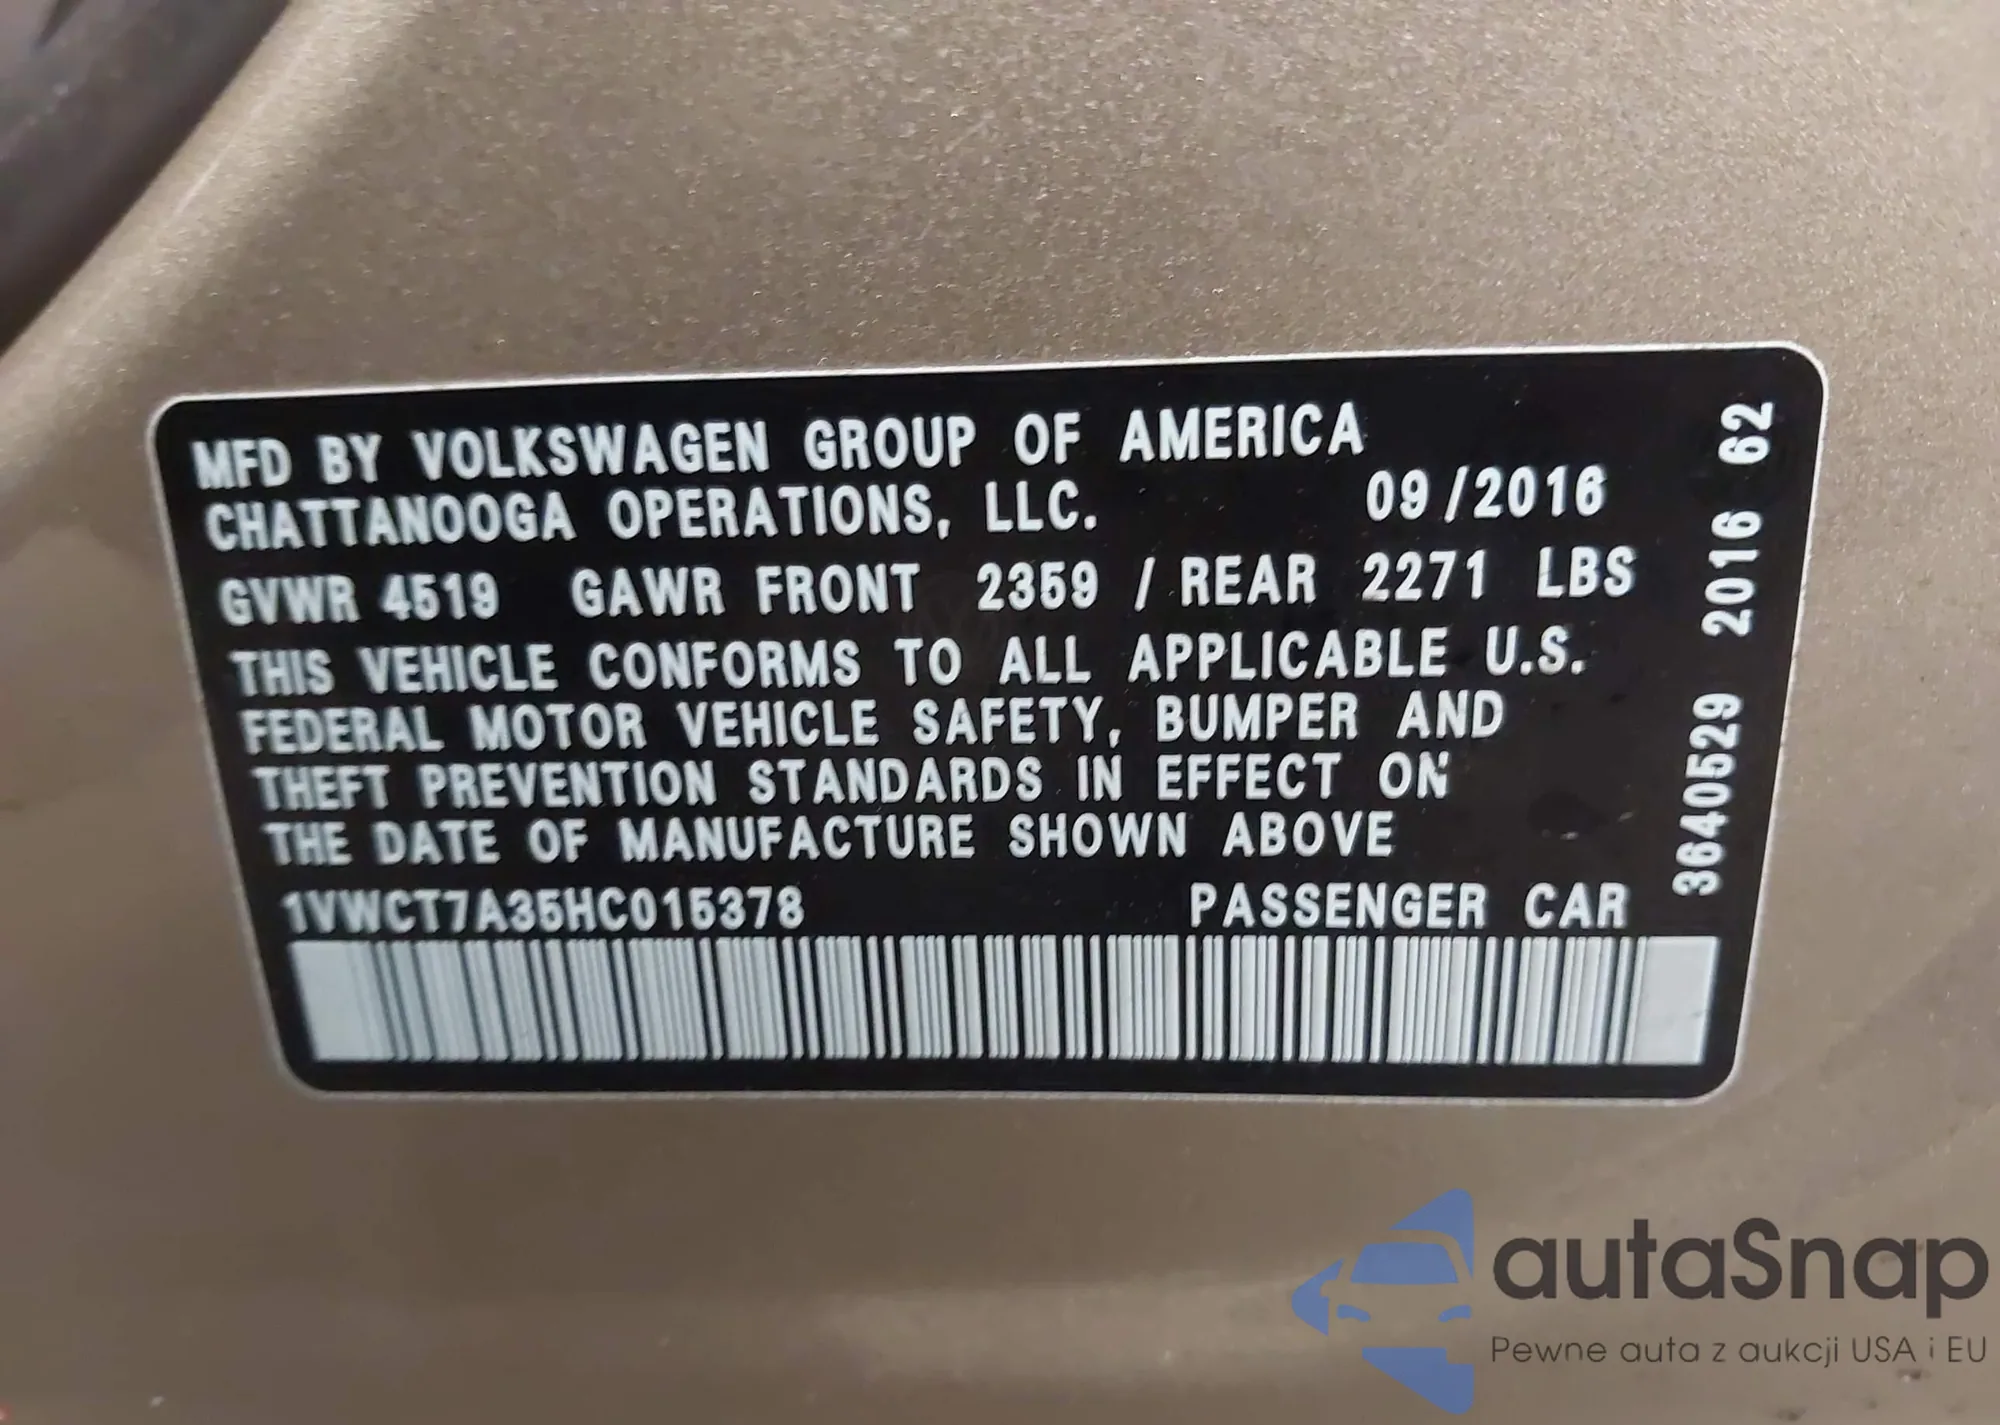 MFD BY VOLKSWAGEN GROUP OF AMERICA
CHATTANOOGA OPERATIONS, LLC. 09/2016
GVWR 4519 GAWR FRONT 2359 / REAR 2271 LBS
THIS VEHICLE CONFORMS TO ALL APPLICABLE U.S.
FEDERAL MOTOR VEHICLE SAFETY, BUMPER AND
THEFT PREVENTION STANDARDS IN EFFECT ON
THE DATE OF MANUFACTURE SHOWN ABOVE
1VWCT7A35HC015378 PASSENGER CAR
3640529 2016 62
autaSnap
Pewne auta z aukcji USA i EU